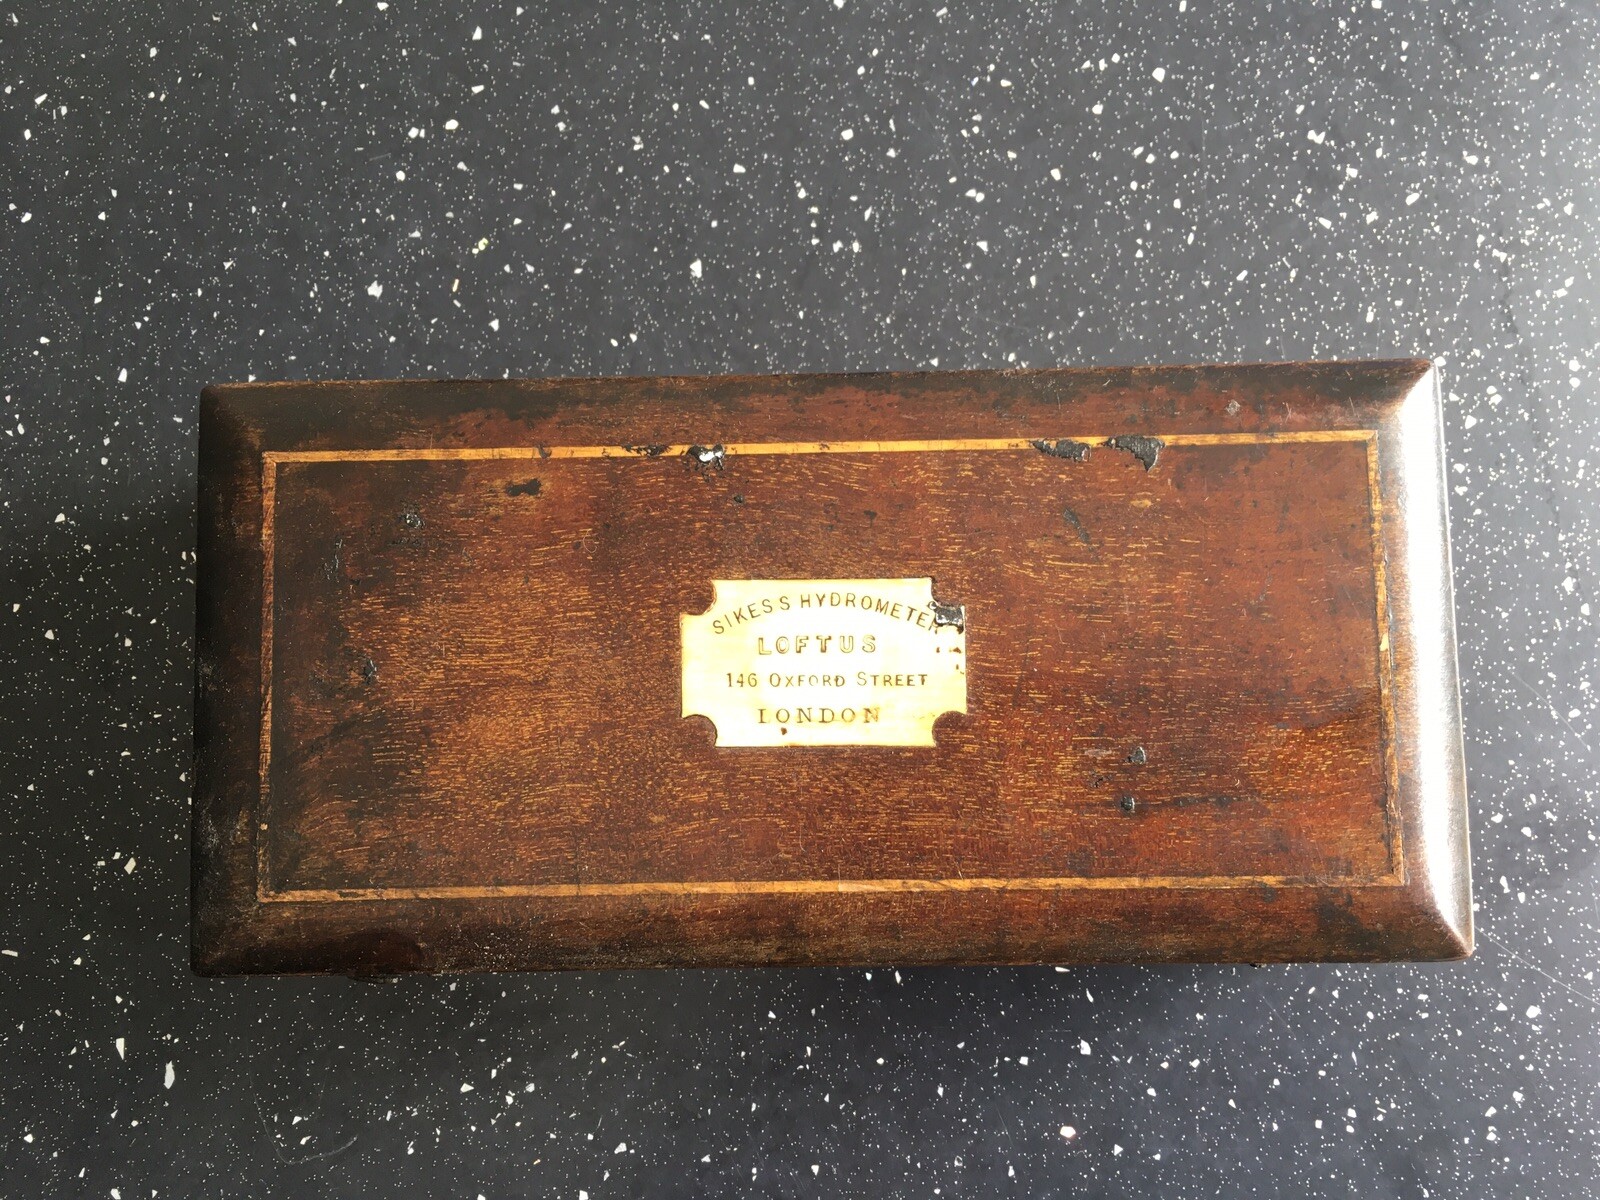 SIKES S HYDROMETER
LOFTUS
146 OXFORD STREET
LONDON